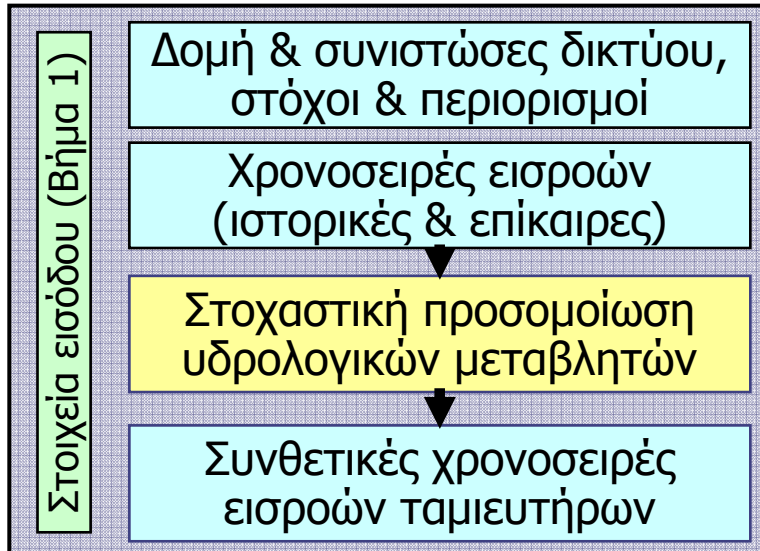 Στοιχεία εισόδου (Βήμα 1)
Δομή & συνιστώσες δικτύου,
στόχοι & περιορισμοί
Χρονοσειρές εισροών
(ιστορικές & επίκαιρες)
Στοχαστική προσομοίωση
υδρολογικών μεταβλητών
Συνθετικές χρονοσειρές
εισροών ταμιευτήρων